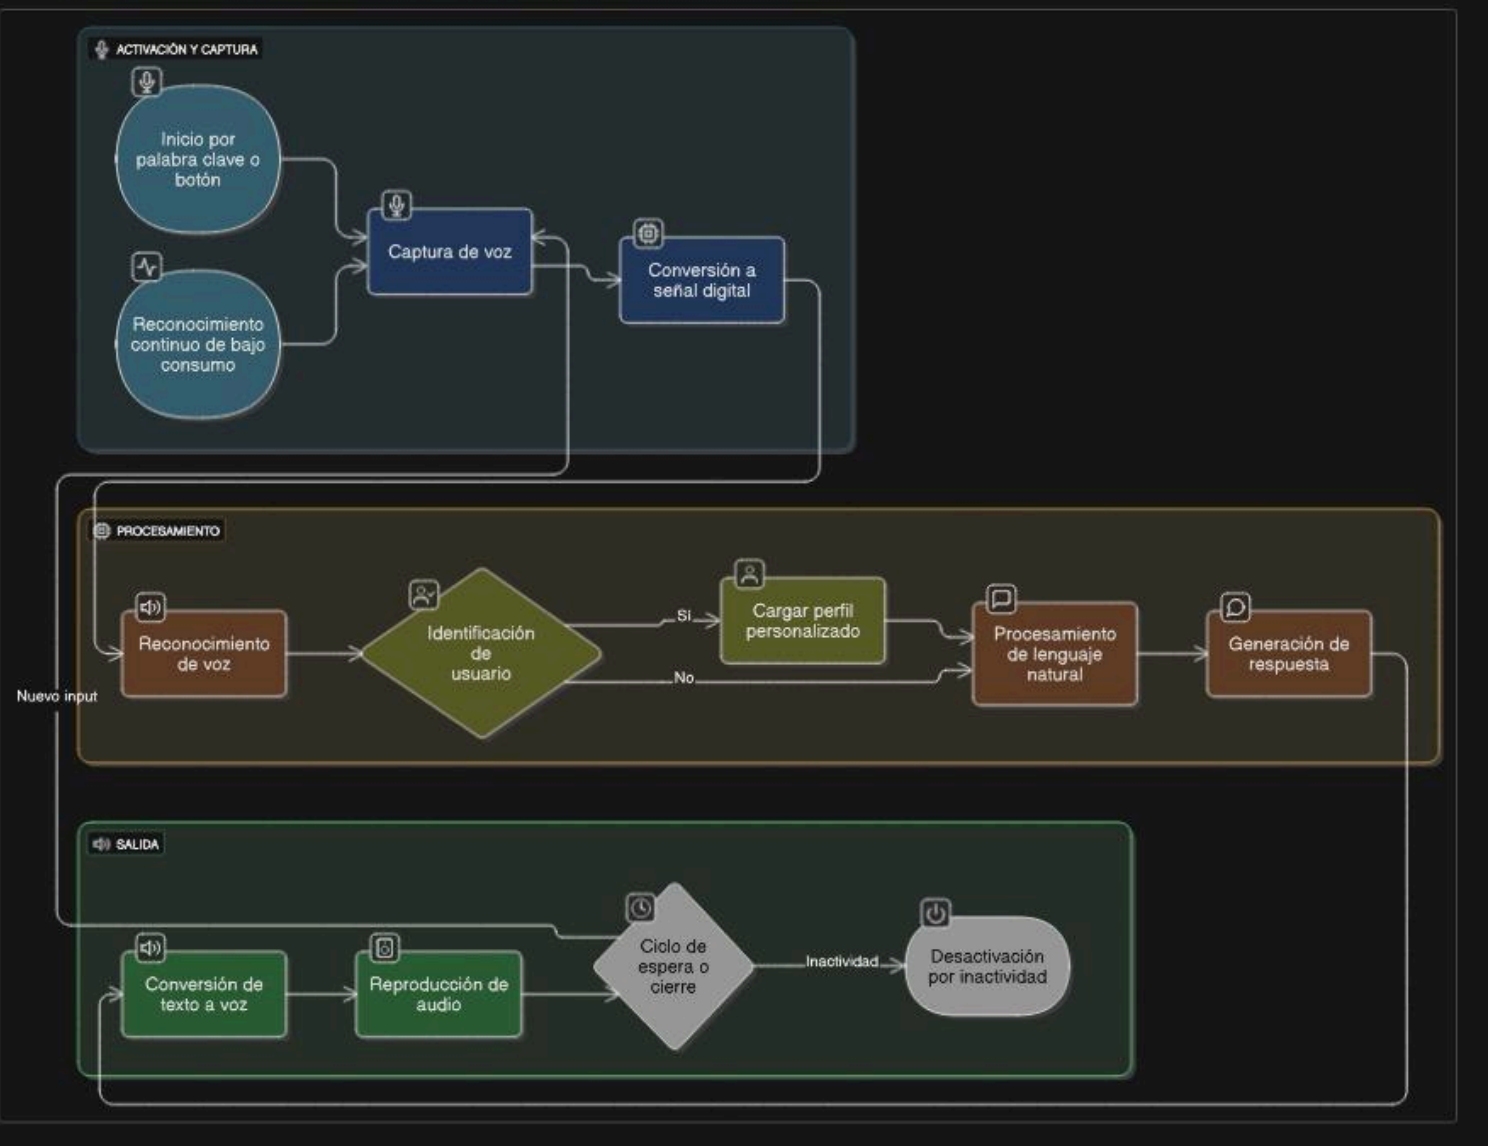 ACTIVACIÓN Y CAPTURA
Inicio por
palabra clave o
botón
Captura de voz
Conversión a
señal digital
Reconocimiento
continuo de bajo
consumo
PROCESAMIENTO
Reconocimiento
de voz
Identificación
de
usuario
Sí
No
Cargar perfil
personalizado
Procesamiento
de lenguaje
natural
Generación de
respuesta
Nuevo input
SALIDA
Conversión de
texto a voz
Reproducción de
audio
Ciclo de
espera o
cierre
Inactividad
Desactivación
por inactividad